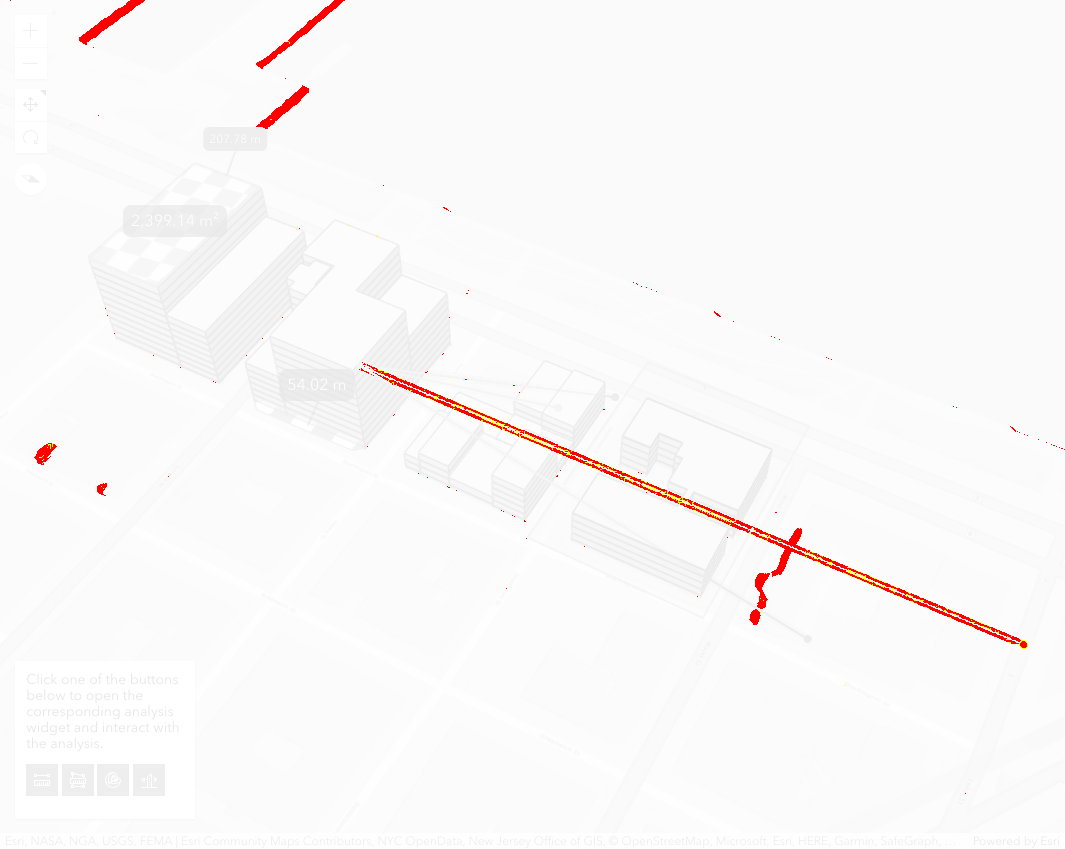 207.78 m
2,399.14 m²
54.02 m
Click one of the buttons
below to open the
corresponding analysis
widget and interact with
the analysis.
Esri, NASA, NGA, USGS, FEMA | Esri Community Maps Contributors, NYC OpenData, New Jersey Office of GIS, © OpenStreetMap, Microsoft, Esri, HERE, Garmin, SafeGraph,... Powered by Esri